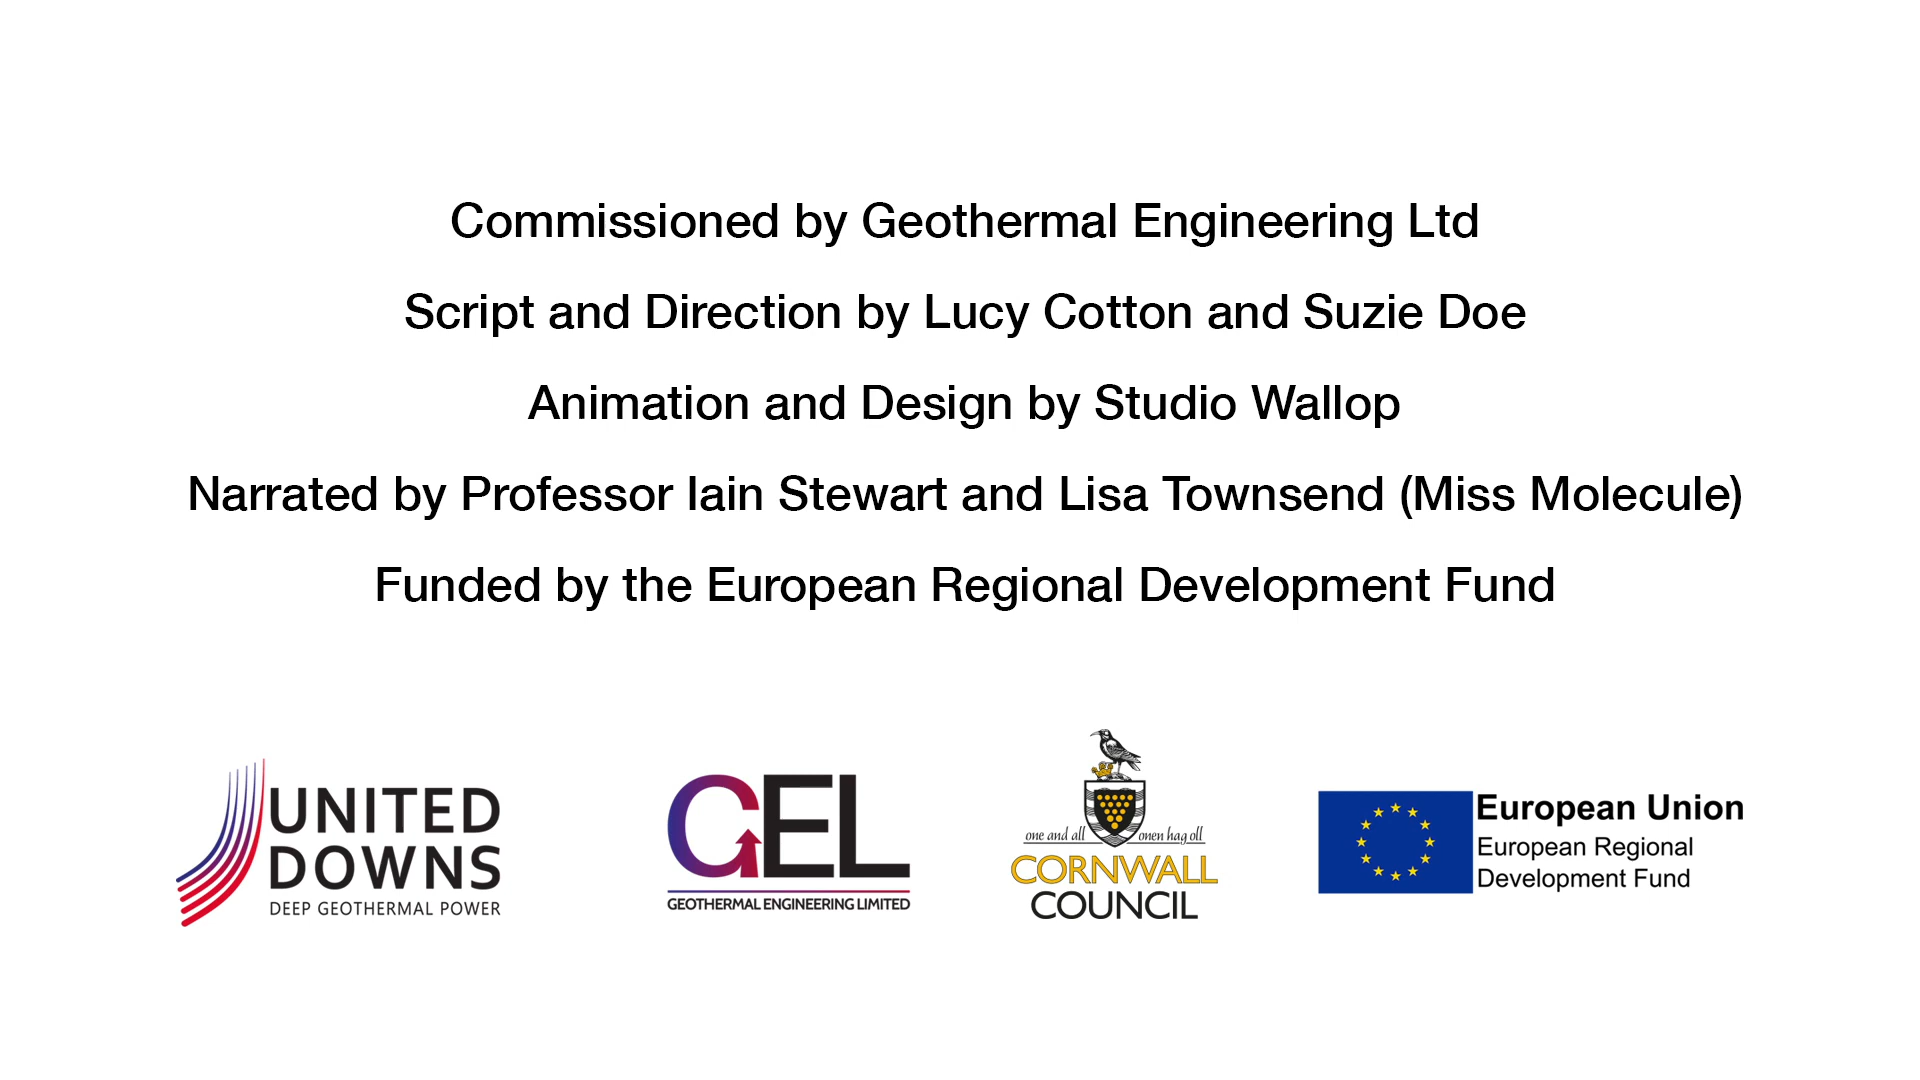 Commissioned by Geothermal Engineering Ltd
Script and Direction by Lucy Cotton and Suzie Doe
Animation and Design by Studio Wallop
Narrated by Professor Iain Stewart and Lisa Townsend (Miss Molecule)
Funded by the European Regional Development Fund
UNITED
DOWNS
DEEP GEOTHERMAL POWER
GEL
GEOTHERMAL ENGINEERING LIMITED
one and all onen hag oll
CORNWALL
COUNCIL
European Union
European Regional
Development Fund